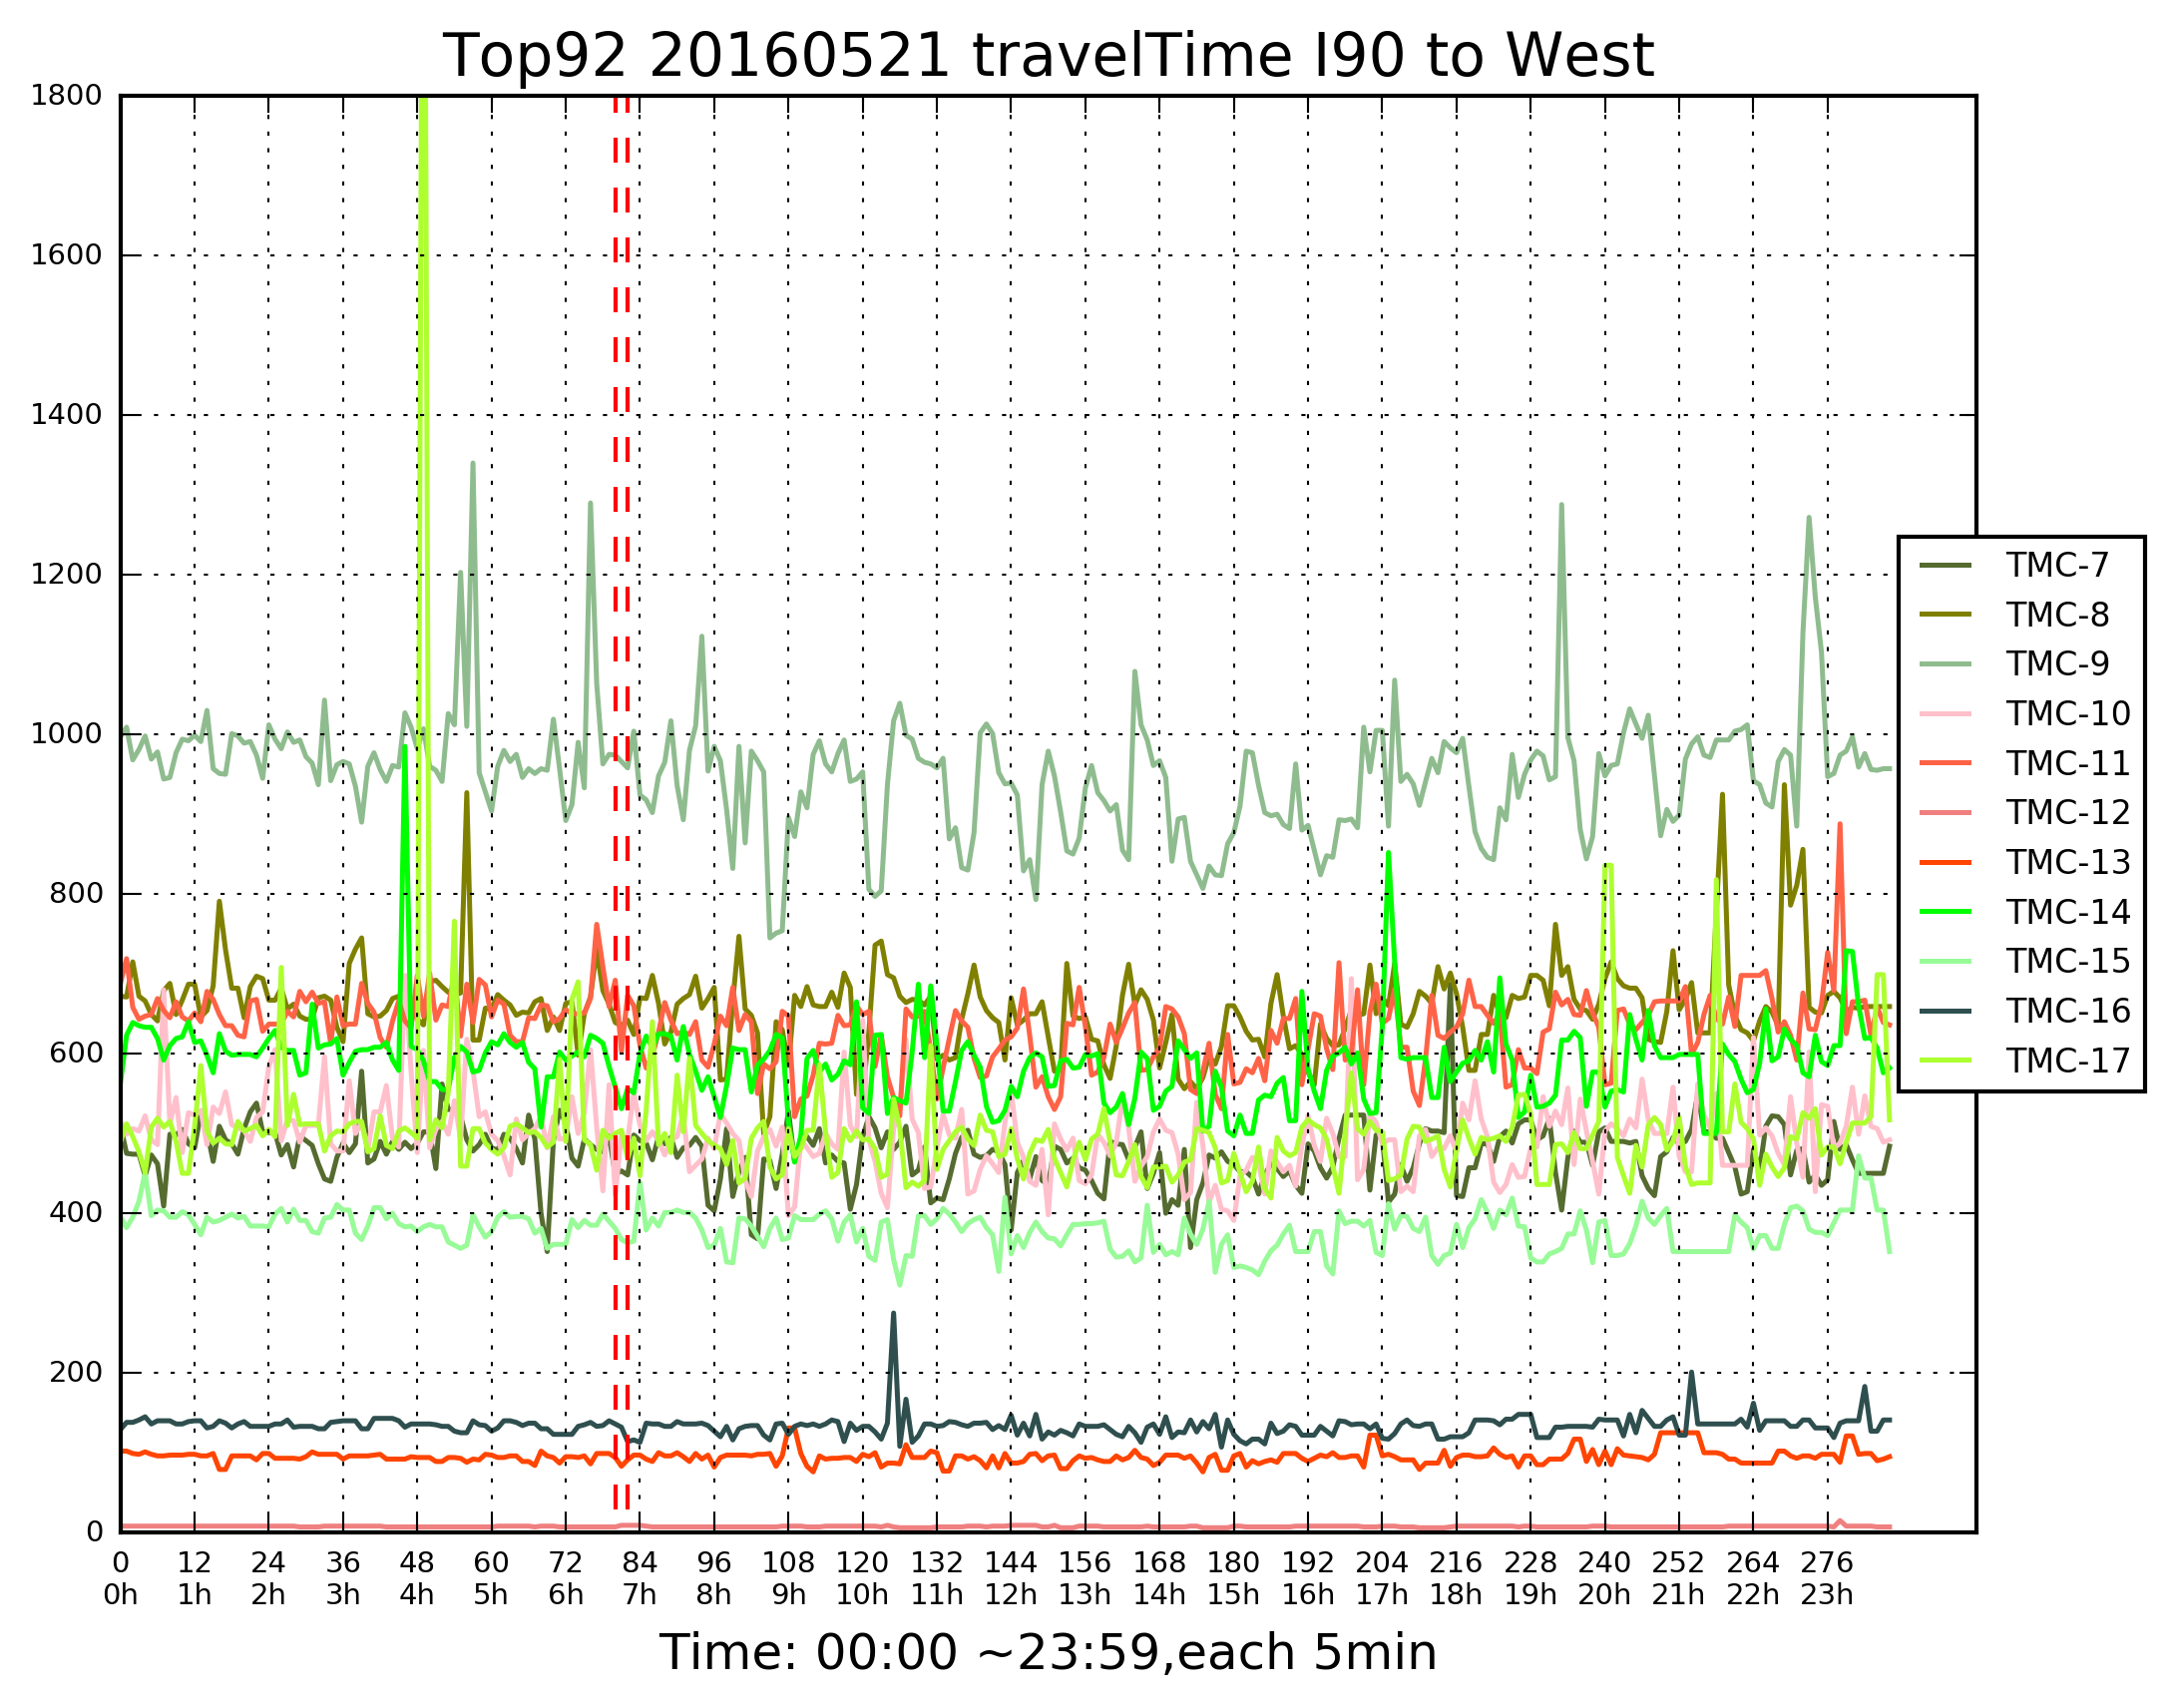 Top92 20160521 travelTime I90 to West
1800
1600
1400
1200
1000
800
600
400
200
0
TMC-7
TMC-8
TMC-9
TMC-10
TMC-11
TMC-12
TMC-13
TMC-14
TMC-15
TMC-16
TMC-17
0 12 24 36 48 60 72 84 96 108 120 132 144 156 168 180 192 204 216 228 240 252 264 276
0h 1h 2h 3h 4h 5h 6h 7h 8h 9h 10h 11h 12h 13h 14h 15h 16h 17h 18h 19h 20h 21h 22h 23h
Time: 00:00 ~23:59,each 5min